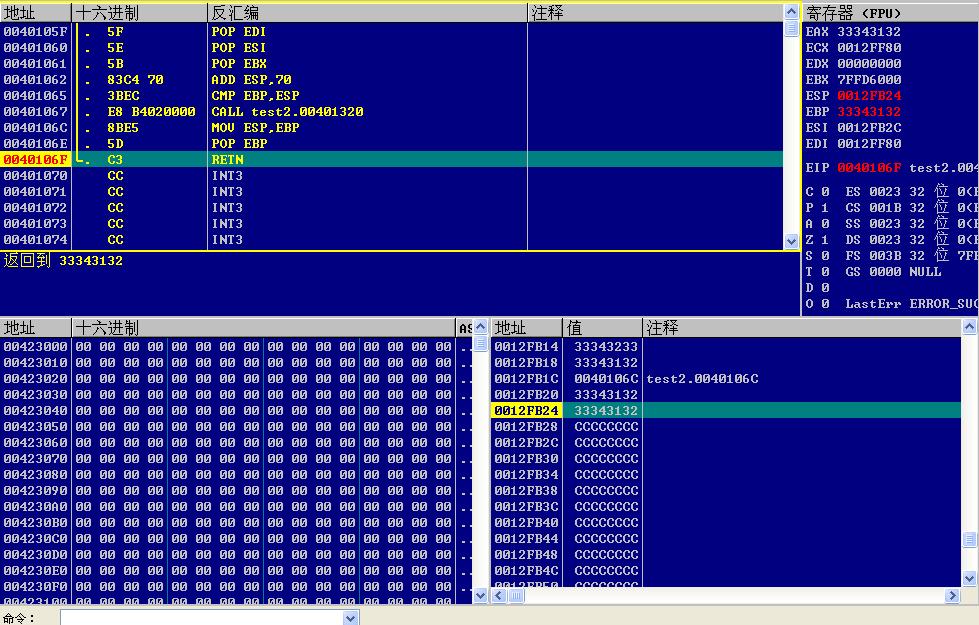 地址 十六进制 反汇编 注释
0040105F . 5F POP EDI
00401060 . 5E POP ESI
00401061 . 5B POP EBX
00401062 . 83C4 70 ADD ESP,70
00401065 . 3BEC CMP EBP,ESP
00401067 . E8 B4020000 CALL test2.00401320
0040106C . 8BE5 MOV ESP,EBP
0040106E . 5D POP EBP
0040106F . C3 RETN
00401070 CC INT3
00401071 CC INT3
00401072 CC INT3
00401073 CC INT3
00401074 CC INT3
返回到 33343132
寄存器 (FPU)
EAX 33343132
ECX 0012FF80
EDX 00000000
EBX 7FFD6000
ESP 0012FB24
EBP 33343132
ESI 0012FB2C
EDI 0012FF80
EIP 0040106F test2.004
C 0 ES 0023 32 位 0(
P 1 CS 001B 32 位 0(
A 0 SS 0023 32 位 0(
Z 1 DS 0023 32 位 0(
S 0 FS 003B 32 位 7F
T 0 GS 0000 NULL
D 0
O 0 LastErr ERROR_SUC
地址 十六进制 AS
00423000 00 00 00 00 00 00 00 00 00 00 00 00 00 00 00 00 ..
00423010 00 00 00 00 00 00 00 00 00 00 00 00 00 00 00 00 ..
00423020 00 00 00 00 00 00 00 00 00 00 00 00 00 00 00 00 ..
00423030 00 00 00 00 00 00 00 00 00 00 00 00 00 00 00 00 ..
00423040 00 00 00 00 00 00 00 00 00 00 00 00 00 00 00 00 ..
00423050 00 00 00 00 00 00 00 00 00 00 00 00 00 00 00 00 ..
00423060 00 00 00 00 00 00 00 00 00 00 00 00 00 00 00 00 ..
00423070 00 00 00 00 00 00 00 00 00 00 00 00 00 00 00 00 ..
00423080 00 00 00 00 00 00 00 00 00 00 00 00 00 00 00 00 ..
00423090 00 00 00 00 00 00 00 00 00 00 00 00 00 00 00 00 ..
004230A0 00 00 00 00 00 00 00 00 00 00 00 00 00 00 00 00 ..
004230B0 00 00 00 00 00 00 00 00 00 00 00 00 00 00 00 00 ..
004230C0 00 00 00 00 00 00 00 00 00 00 00 00 00 00 00 00 ..
004230D0 00 00 00 00 00 00 00 00 00 00 00 00 00 00 00 00 ..
004230E0 00 00 00 00 00 00 00 00 00 00 00 00 00 00 00 00 ..
004230F0 00 00 00 00 00 00 00 00 00 00 00 00 00 00 00 00 ..
00423100 00 00 00 00 00 00 00 00 00 00 00 00 00 00 00 00 ..
地址 值 注释
0012FB14 33343233
0012FB18 33343132
0012FB1C 0040106C test2.0040106C
0012FB20 33343132
0012FB24 33343132
0012FB28 CCCCCCCC
0012FB2C CCCCCCCC
0012FB30 CCCCCCCC
0012FB34 CCCCCCCC
0012FB38 CCCCCCCC
0012FB3C CCCCCCCC
0012FB40 CCCCCCCC
0012FB44 CCCCCCCC
0012FB48 CCCCCCCC
0012FB4C CCCCCCCC
0012FB50 CCCCCCCC
命令：